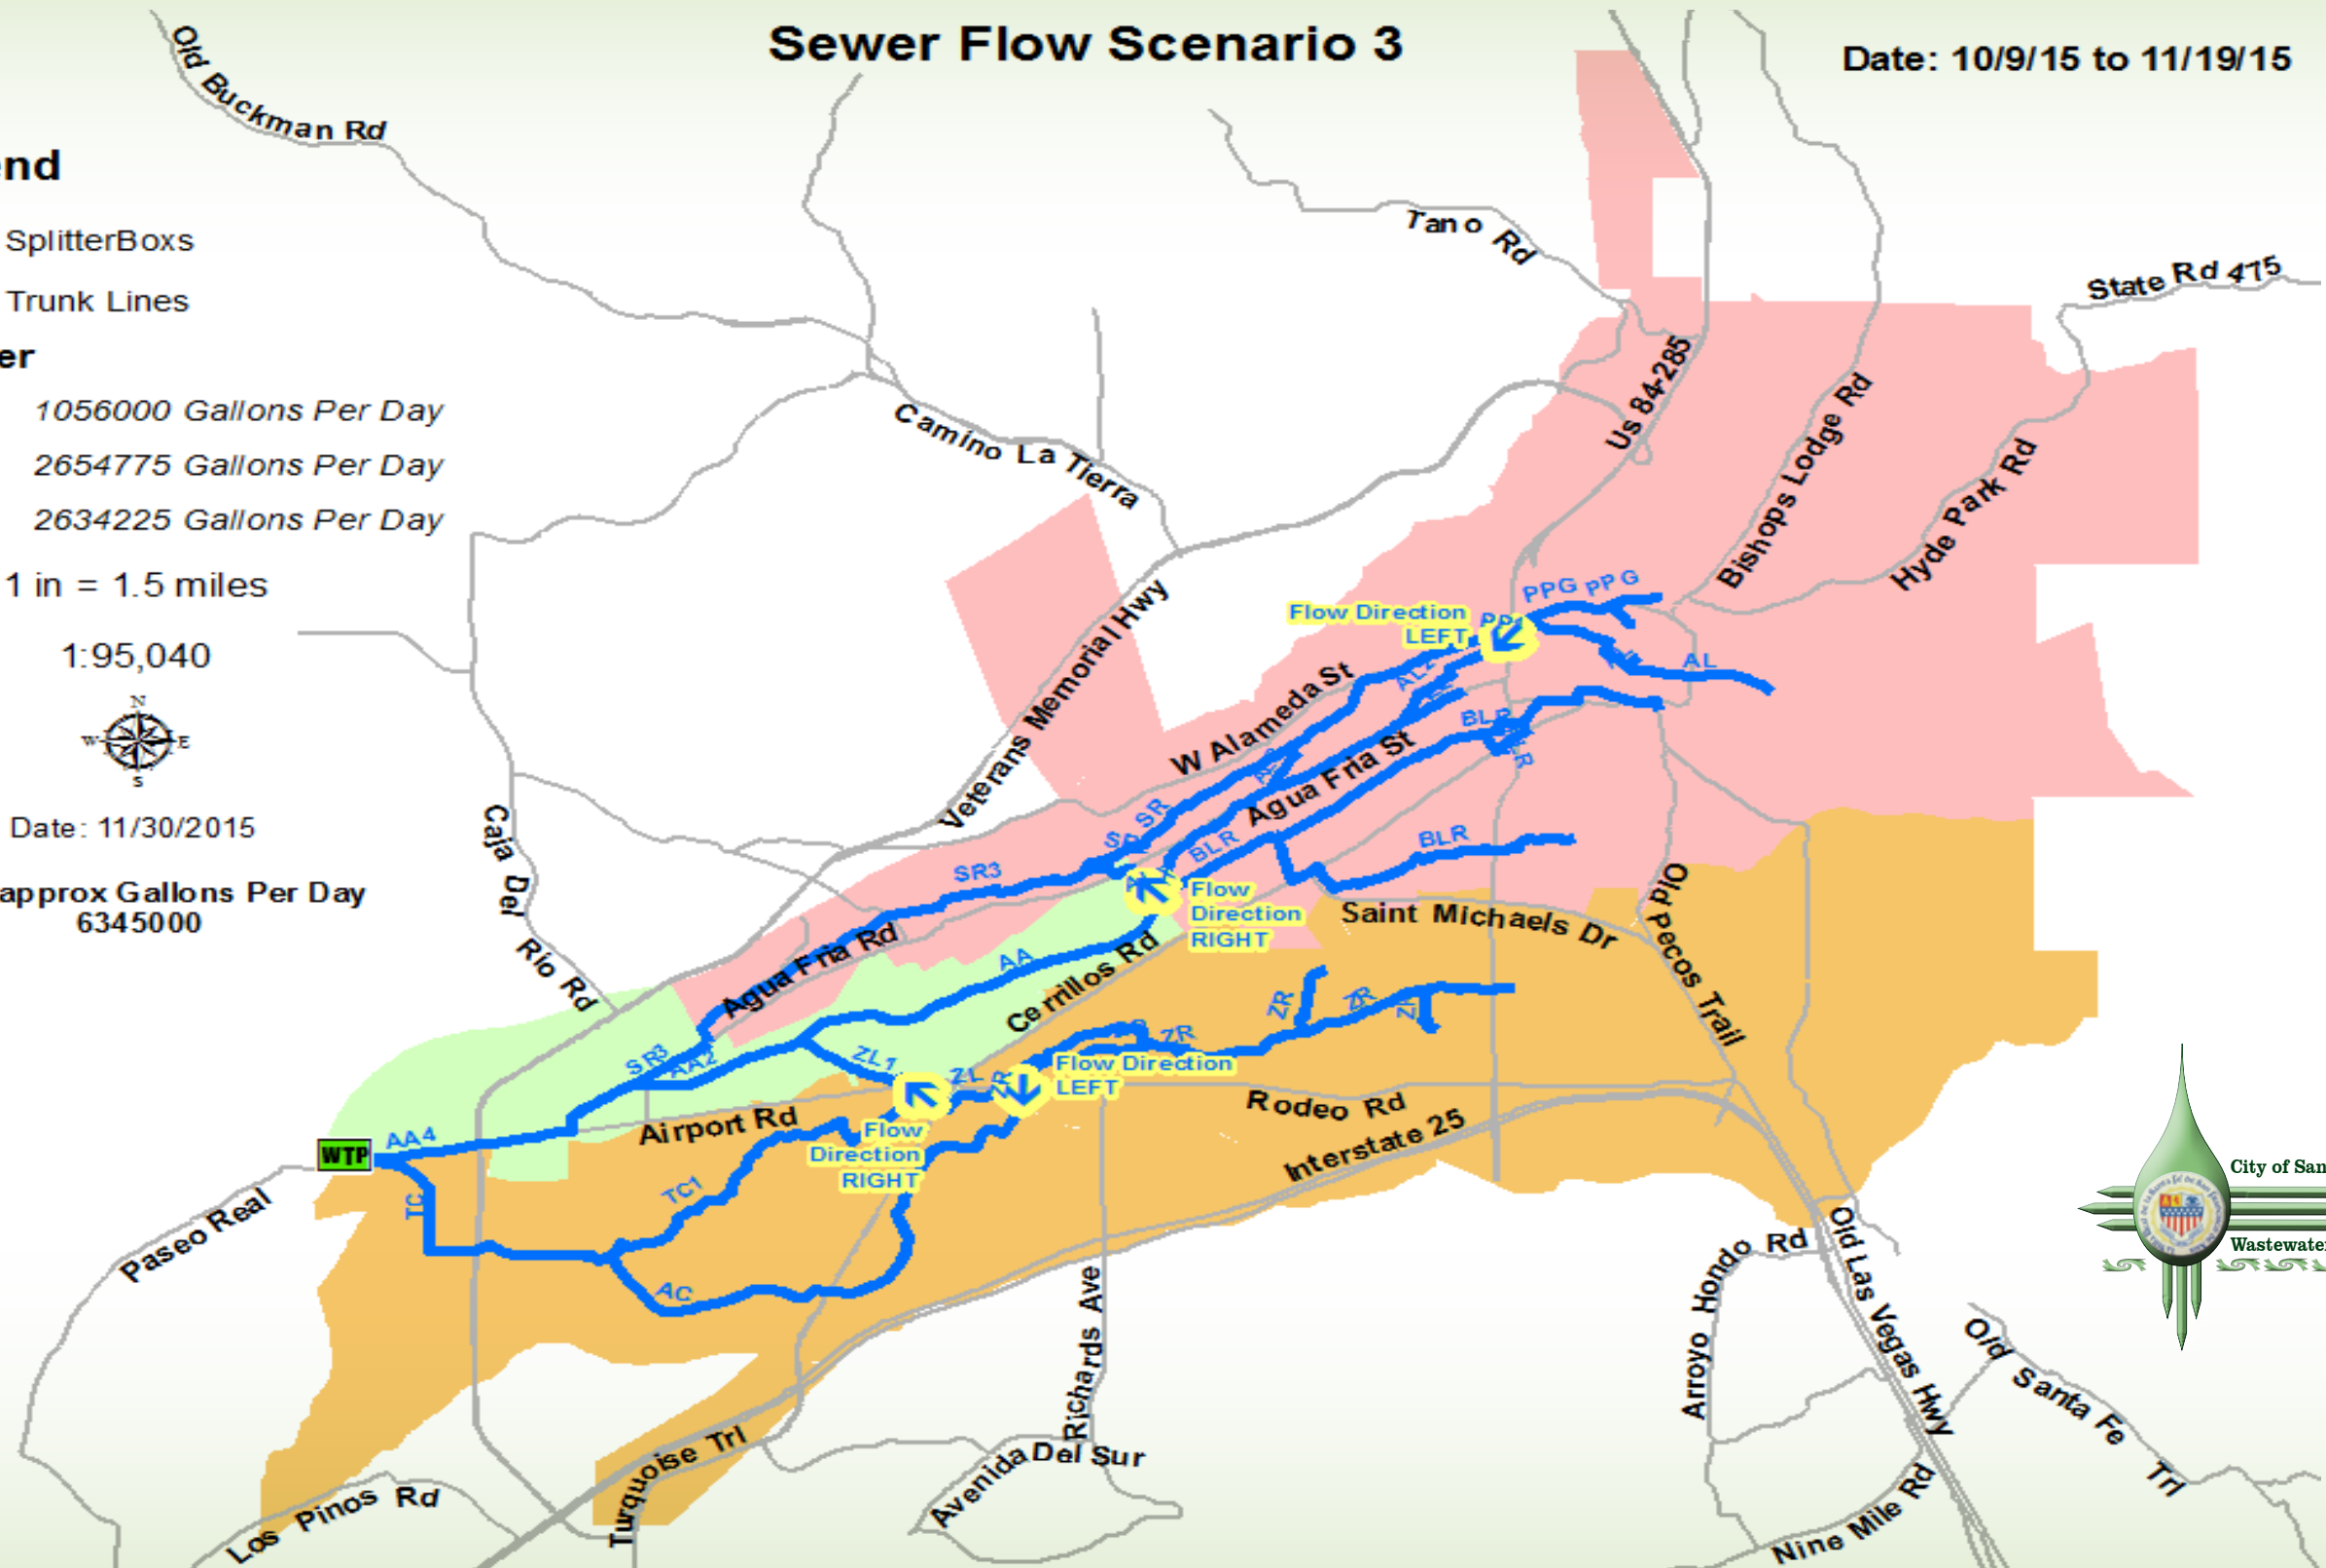 Sewer Flow Scenario 3
Date: 10/9/15 to 11/19/15
end
SplitterBoxs
Trunk Lines
er
1056000 Gallons Per Day
2654775 Gallons Per Day
2634225 Gallons Per Day
1 in = 1.5 miles
1:95,040
N
W E
S
Date: 11/30/2015
approx Gallons Per Day
6345000
Old Buckman Rd
Tano Rd
State Rd 475
Us 84-285
Camino La Tierra
Bishops Lodge Rd
Hyde Park Rd
Veterans Memorial Hwy
PPG PPG
Flow Direction
LEFT
AL
AL2
W Alameda St
BLR
BLR
Agua Fria St
SR
BLR
BLR
SR3
Caja Del Rio Rd
Flow
Direction
RIGHT
Saint Michaels Dr
Old Pecos Trail
Agua Fria Rd
AA
Cerrillos Rd
ZR
ZR
ZR
SR3
AA2
ZL1
ZL
ZR
Flow Direction
LEFT
Rodeo Rd
Airport Rd
Interstate 25
Flow
Direction
RIGHT
WTP
AA4
TC
TC1
AC
Paseo Real
City of San
Wastewater
Arroyo Hondo Rd
Old Las Vegas Hwy
Old Santa Fe Trl
Richards Ave
Avenida Del Sur
Turquoise Trl
Los Pinos Rd
Nine Mile Rd